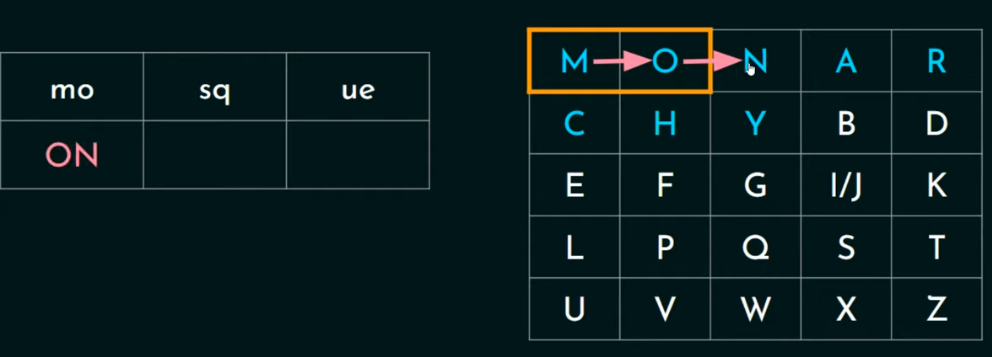 mo sq ue
ON
M O N A R
C H Y B D
E F G I/J K
L P Q S T
U V W X Z